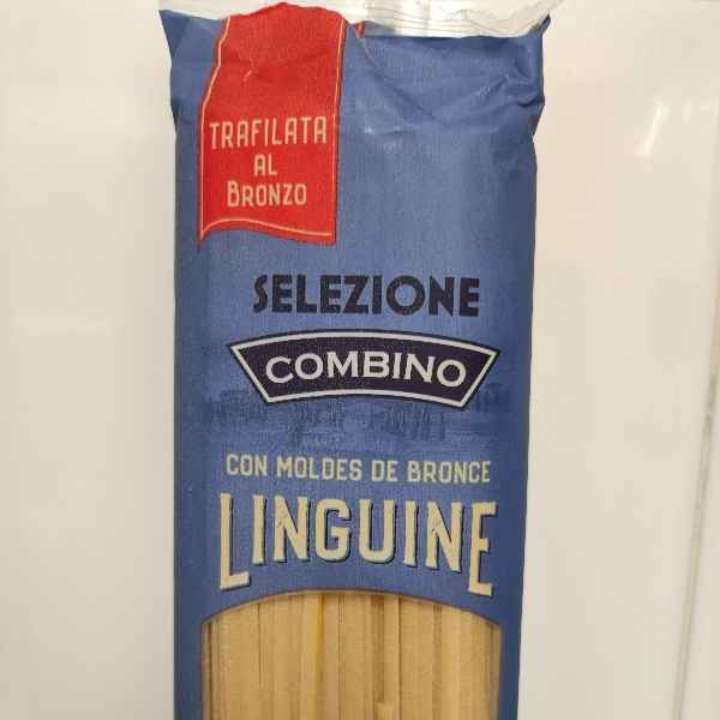 TRAFILATA
AL
BRONZO
SELEZIONE
COMBINO
CON MOLDES DE BRONCE
LINGUINE